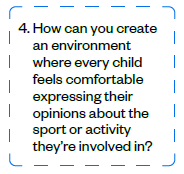 4. How can you create
an environment
where every child
feels comfortable
expressing their
opinions about the
sport or activity
they're involved in?